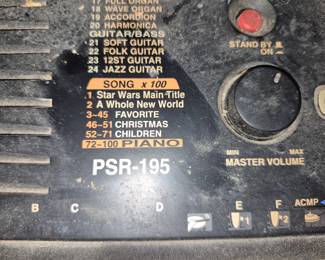 17 FULL ORGAN
18 WAVE ORGAN
19 ACCORDION
20 HARMONICA
GUITAR/BASS
21 SOFT GUITAR
22 FOLK GUITAR
23 12ST GUITAR
24 JAZZ GUITAR
STAND BY
ON
SONG x 100
1 Star Wars Main Title
2 A Whole New World
3~45 FAVORITE
46~51 CHRISTMAS
52~71 CHILDREN
72~100 PIANO
MIN MAX
MASTER VOLUME
PSR-195
B C D E F ACMP
*1 *2